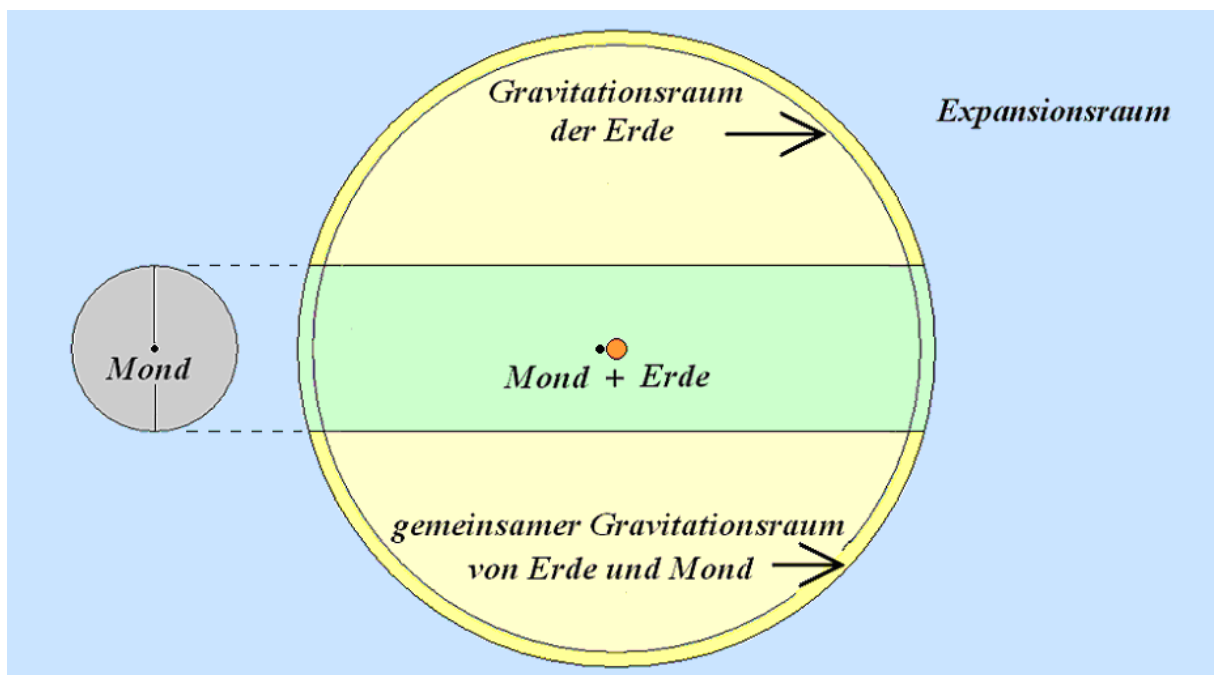 Gravitationsraum
der Erde
Expansionsraum
Mond
Mond + Erde
gemeinsamer Gravitationsraum
von Erde und Mond